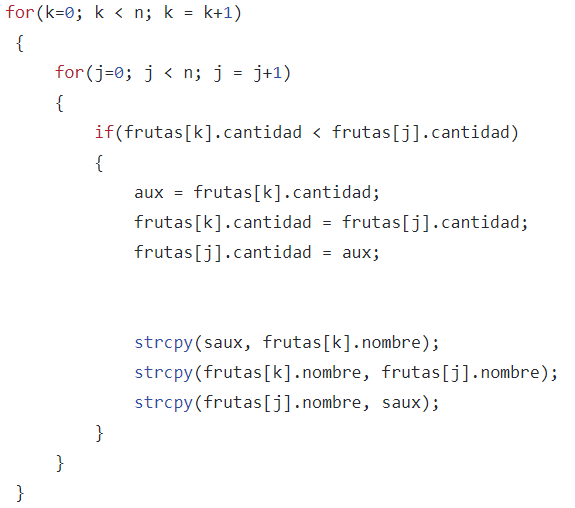 for(k=0; k < n; k = k+1)
{
for(j=0; j < n; j = j+1)
{
if(frutas[k].cantidad < frutas[j].cantidad)
{
aux = frutas[k].cantidad;
frutas[k].cantidad = frutas[j].cantidad;
frutas[j].cantidad = aux;
strcpy(saux, frutas[k].nombre);
strcpy(frutas[k].nombre, frutas[j].nombre);
strcpy(frutas[j].nombre, saux);
}
}
}